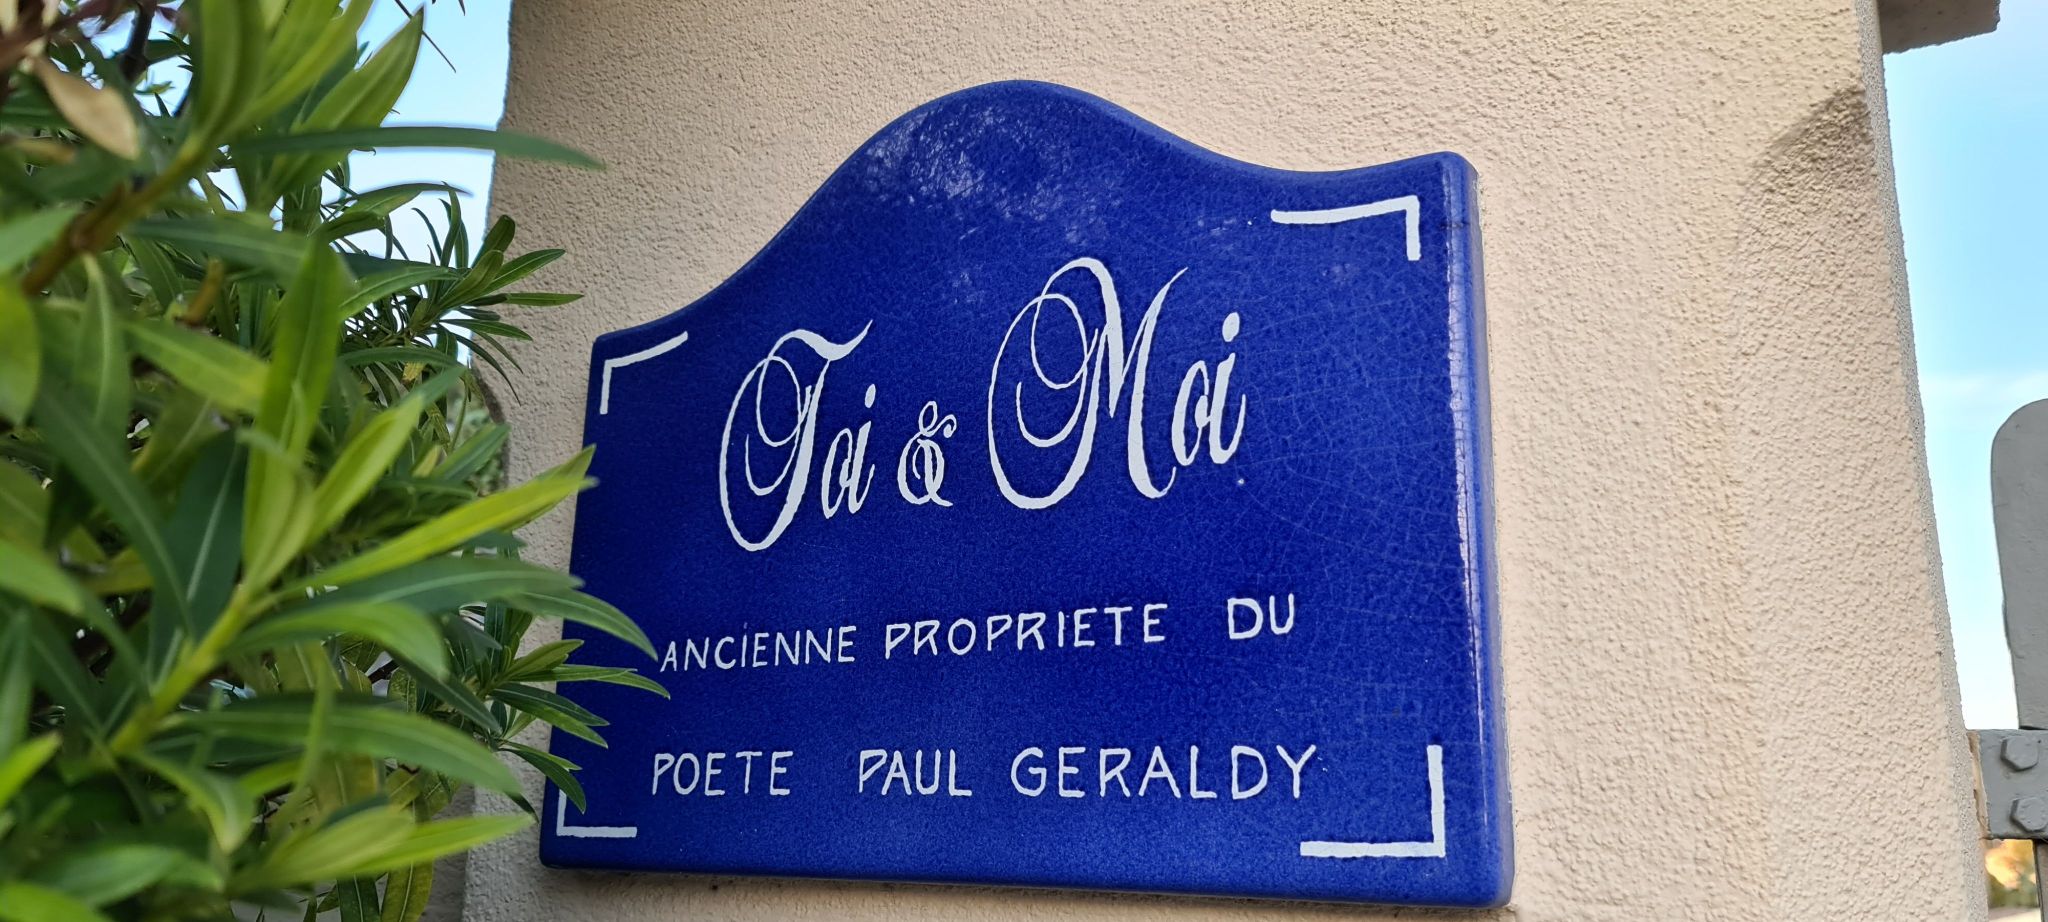 Toi & Moi
ANCIENNE PROPRIETE DU
POETE PAUL GERALDY